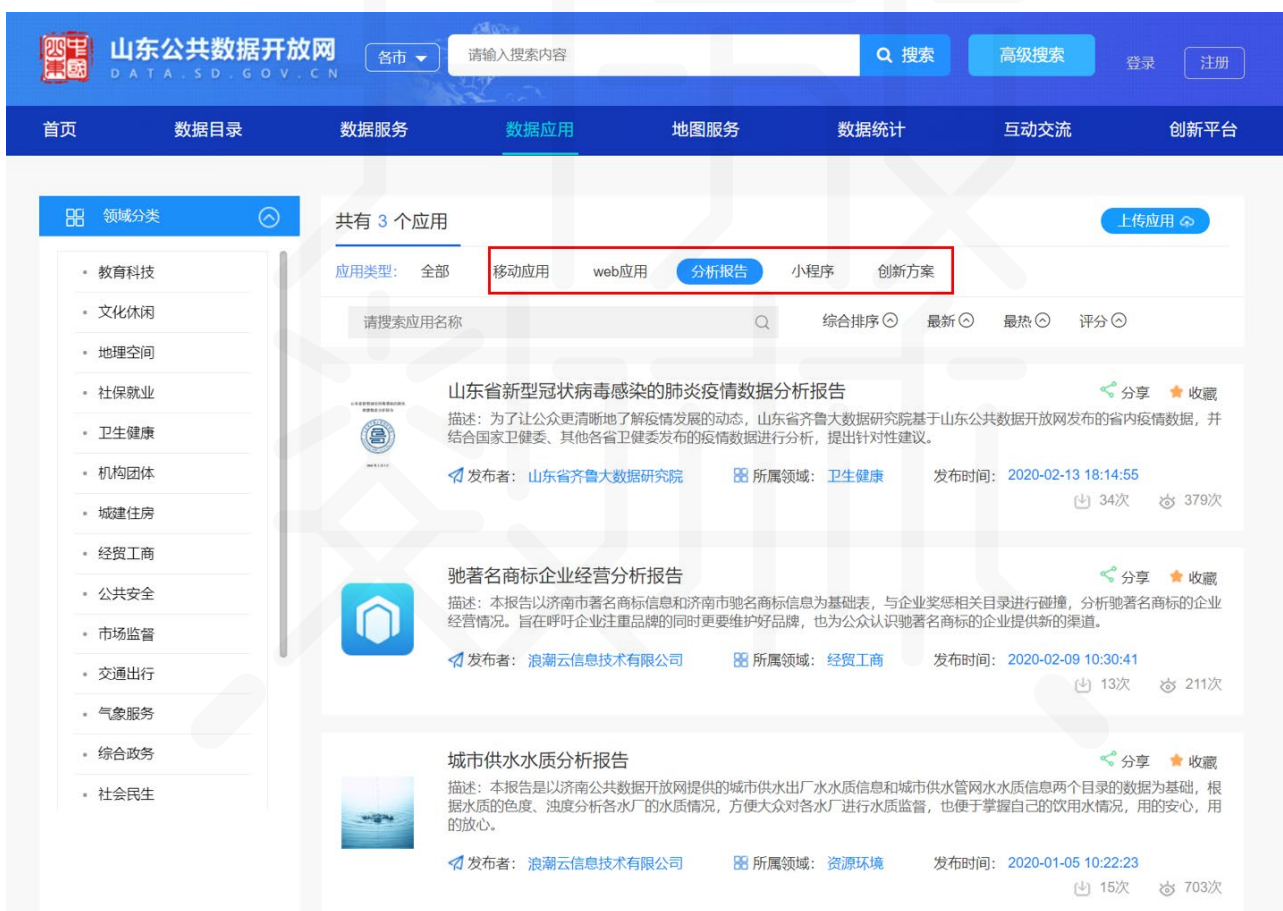 山东公共数据开放网
DATA.SD.GOV.CN
各市
请输入搜索内容
搜索
高级搜索
登录
注册
首页 数据目录 数据服务 数据应用 地图服务 数据统计 互动交流 创新平台
领域分类
教育科技
文化休闲
地理空间
社保就业
卫生健康
机构团体
城建住房
经贸工商
公共安全
市场监督
交通出行
气象服务
综合政务
社会民生
共有 3 个应用
上传应用
应用类型: 全部 移动应用 web应用 分析报告 小程序 创新方案
请搜索应用名称
综合排序 最新 最热 评分
山东省新型冠状病毒感染的肺炎疫情数据分析报告
分享 收藏
描述:为了让公众更清晰地了解疫情发展的动态,山东省齐鲁大数据研究院基于山东公共数据开放网发布的省内疫情数据,并
结合国家卫健委、其他各省卫健委发布的疫情数据进行分析,提出针对性建议。
发布者: 山东省齐鲁大数据研究院 所属领域: 卫生健康 发布时间: 2020-02-13 18:14:55
34次 379次
驰著名商标企业经营分析报告
分享 收藏
描述:本报告以济南市著名商标信息和济南市驰名商标信息为基础表,与企业奖惩相关目录进行碰撞,分析驰著名商标的企业
经营情况。旨在呼吁企业注重品牌的同时更要维护好品牌,也为公众认识驰著名商标的企业提供新的渠道。
发布者: 浪潮云信息技术有限公司 所属领域: 经贸工商 发布时间: 2020-02-09 10:30:41
13次 211次
城市供水水质分析报告
分享 收藏
描述:本报告是以济南公共数据开放网提供的城市供水出厂水水质信息和城市供水管网水水质信息两个目录的数据为基础,根
据水质的色度、浊度分析各水厂的水质情况,方便大众对各水厂进行水质监督,也便于掌握自己的饮用水情况,用的安心,用
的放心。
发布者: 浪潮云信息技术有限公司 所属领域: 资源环境 发布时间: 2020-01-05 10:22:23
15次 703次